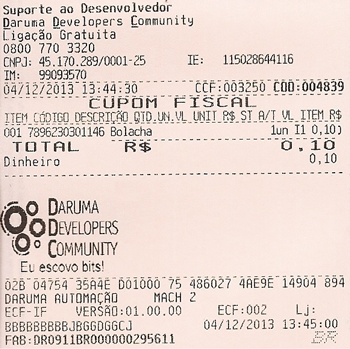 Suporte ao Desenvolvedor
Daruma Developers Community
Ligação Gratuita
0800 770 3320
CNPJ: 45.170.289/0001-25 IE: 115028644116
IM: 99093570
04/12/2013 13:44:30 CCF:003250 COO:004839
CUPOM FISCAL
ITEM CÓDIGO DESCRIÇÃO QTD.UN.VL UNIT R$ ST A/T VL ITEM R$
001 7896230301146 Bolacha 1un I1 0,10)
TOTAL R$ 0,10
Dinheiro 0,10
DARUMA
DEVELOPERS
COMMUNITY
Eu escovo bits!
02B 04754 35A4E D01000 75 486027 4AE9E 14904 894
DARUMA AUTOMAÇÃO MACH 2
ECF-IF VERSÃO:01.00.00 ECF:002 Lj:
BBBBBBBBBJBGGDGGCJ 04/12/2013 13:45:00
FAB:DR0911BR000000295611 BR